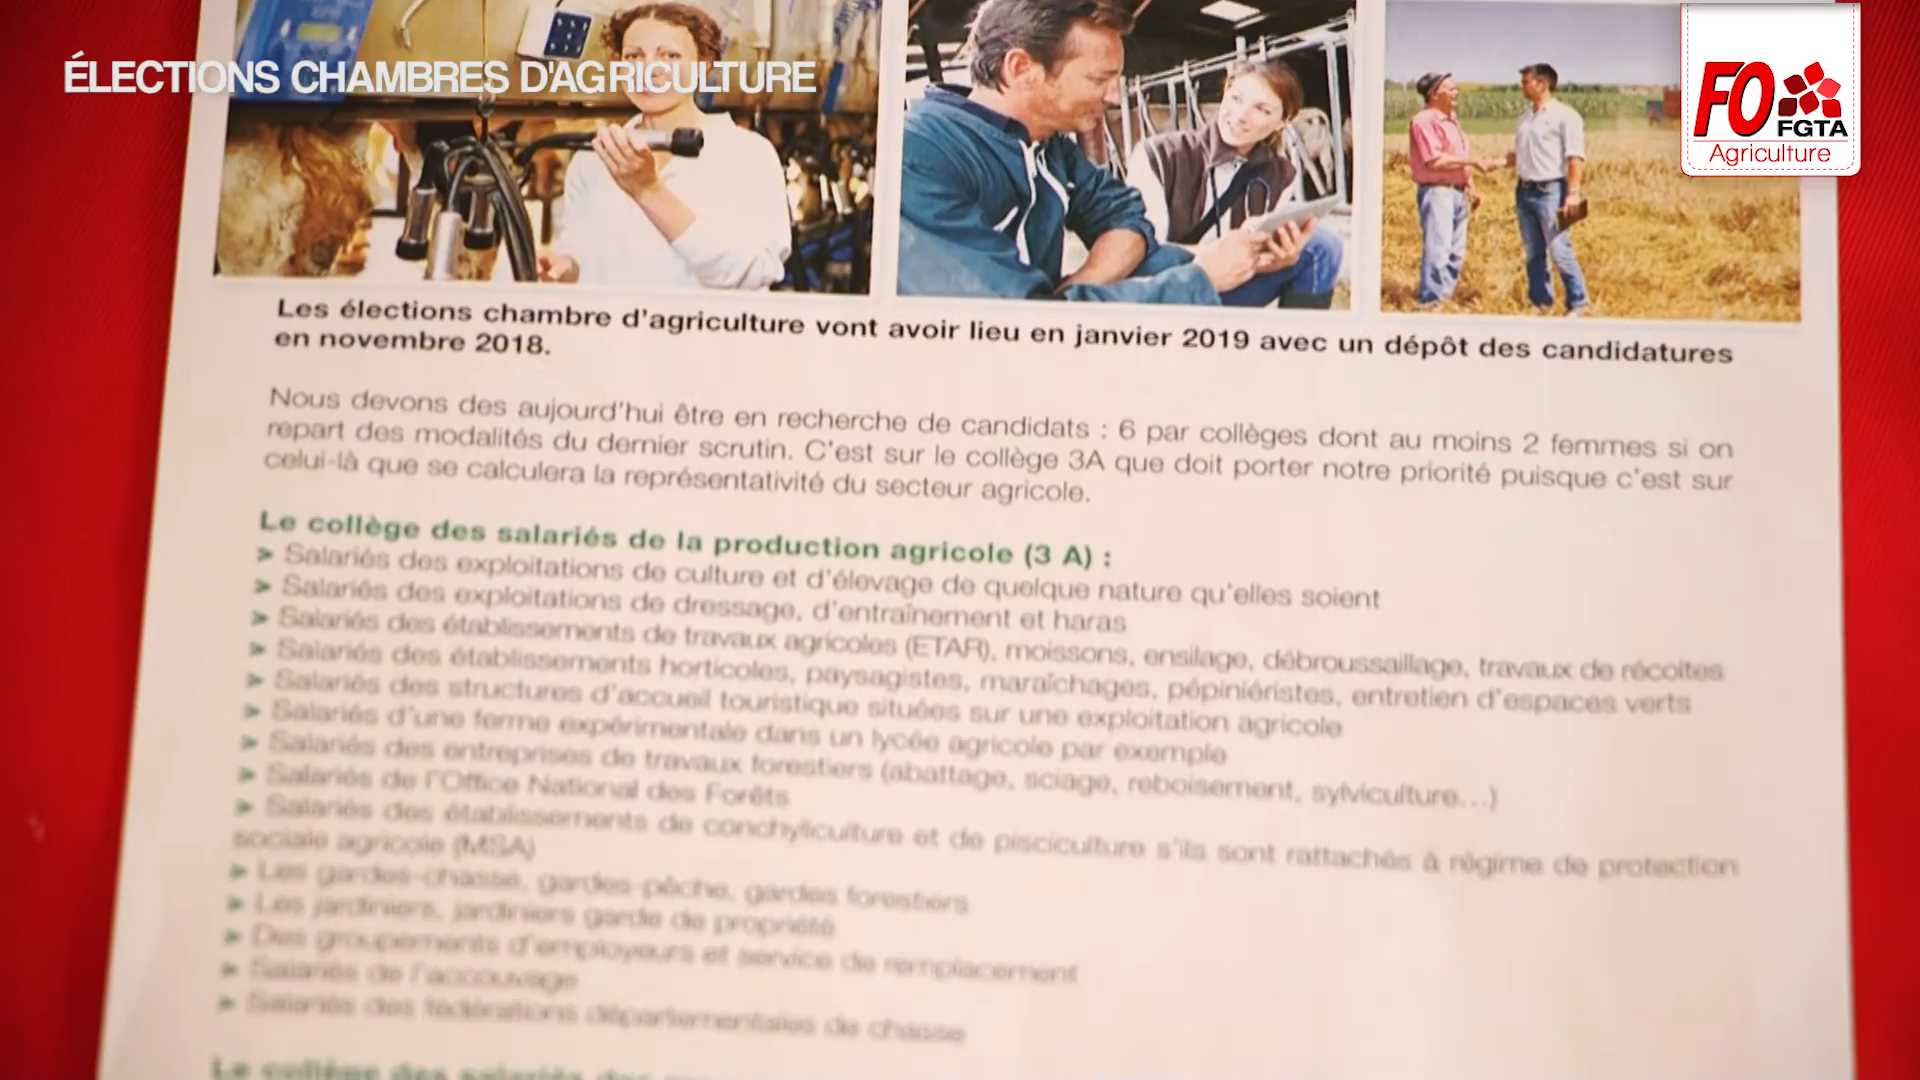 ÉLECTIONS CHAMBRES D'AGRICULTURE
FO
FGTA
Agriculture
Les élections chambre d'agriculture vont avoir lieu en janvier 2019 avec un dépôt des candidatures
en novembre 2018.
Nous devons des aujourd'hui être en recherche de candidats : 6 par collèges dont au moins 2 femmes si on
repart des modalités du dernier scrutin. C'est sur le collège 3A que doit porter notre priorité puisque c'est sur
celui-là que se calculera la représentativité du secteur agricole.
Le collège des salariés de la production agricole (3 A) :
➢ Salariés des exploitations de culture et d'élevage de quelque nature qu'elles soient
➢ Salariés des exploitations de dressage, d'entraînement et haras
➢ Salariés des établissements de travaux agricoles (ETAR), moissons, ensilage, débroussaillage, travaux de récoltes
➢ Salariés des établissements horticoles, paysagistes, maraîchages, pépiniéristes, entretien d'espaces verts
➢ Salariés des structures d'accueil touristique situées sur une exploitation agricole
➢ Salariés d'une ferme expérimentale dans un lycée agricole par exemple
➢ Salariés des entreprises de travaux forestiers (abattage, sciage, reboisement, sylviculture...)
➢ Salariés de l'Office National des Forêts
➢ Salariés des établissements de conchyliculture et de pisciculture s'ils sont rattachés à régime de protection
sociale agricole (MSA)
➢ Les gardes-chasse, gardes-pêche, gardes forestiers
➢ Les jardiniers, jardiniers garde de propriété
➢ Des groupements d'employeurs et service de remplacement
➢ Salariés de l'accouvage
➢ Salariés des fédérations départementales de chasse
Le collège des salariés des